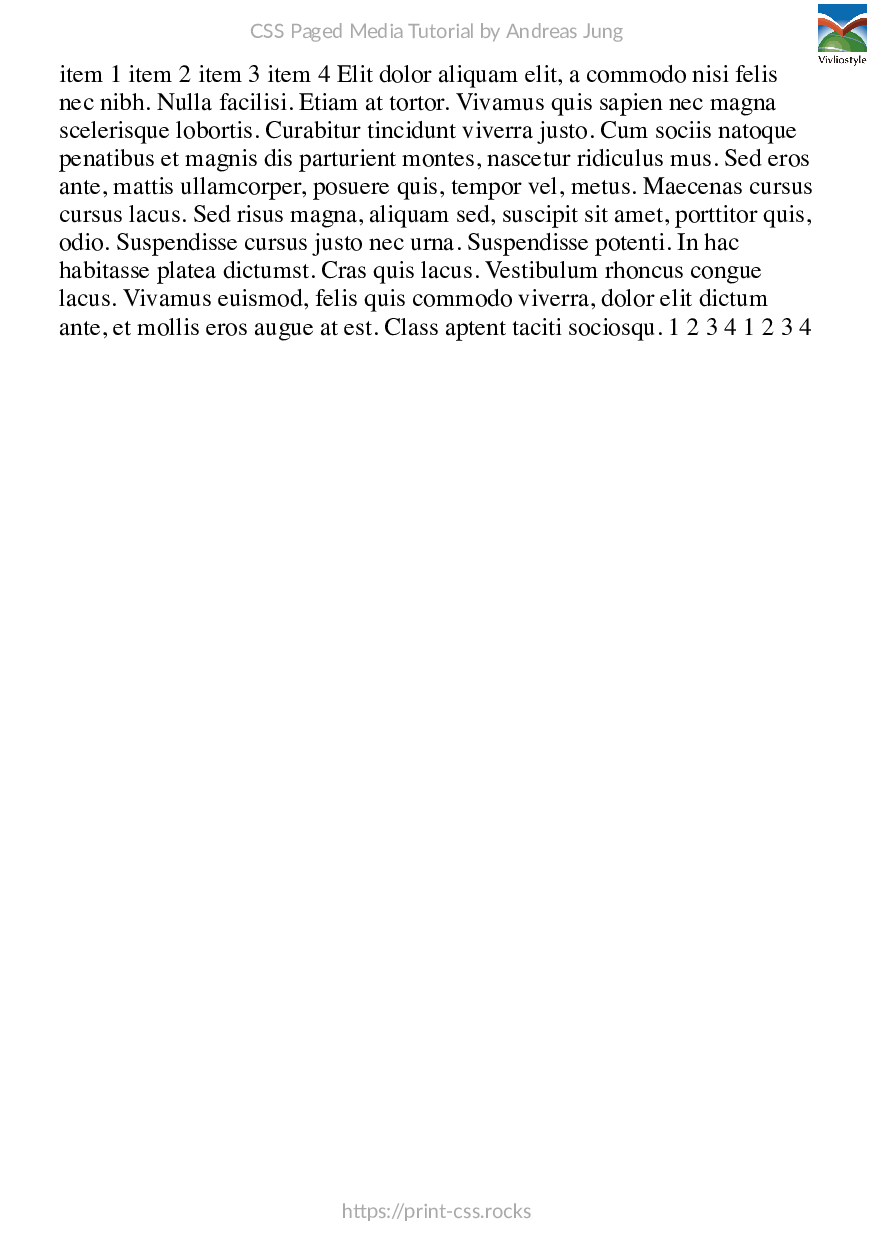 CSS Paged Media Tutorial by Andreas Jung
Vivliostyle
item 1 item 2 item 3 item 4 Elit dolor aliquam elit, a commodo nisi felis
nec nibh. Nulla facilisi. Etiam at tortor. Vivamus quis sapien nec magna
scelerisque lobortis. Curabitur tincidunt viverra justo. Cum sociis natoque
penatibus et magnis dis parturient montes, nascetur ridiculus mus. Sed eros
ante, mattis ullamcorper, posuere quis, tempor vel, metus. Maecenas cursus
cursus lacus. Sed risus magna, aliquam sed, suscipit sit amet, porttitor quis,
odio. Suspendisse cursus justo nec urna. Suspendisse potenti. In hac
habitasse platea dictumst. Cras quis lacus. Vestibulum rhoncus congue
lacus. Vivamus euismod, felis quis commodo viverra, dolor elit dictum
ante, et mollis eros augue at est. Class aptent taciti sociosqu. 1 2 3 4 1 2 3 4
https://print-css.rocks